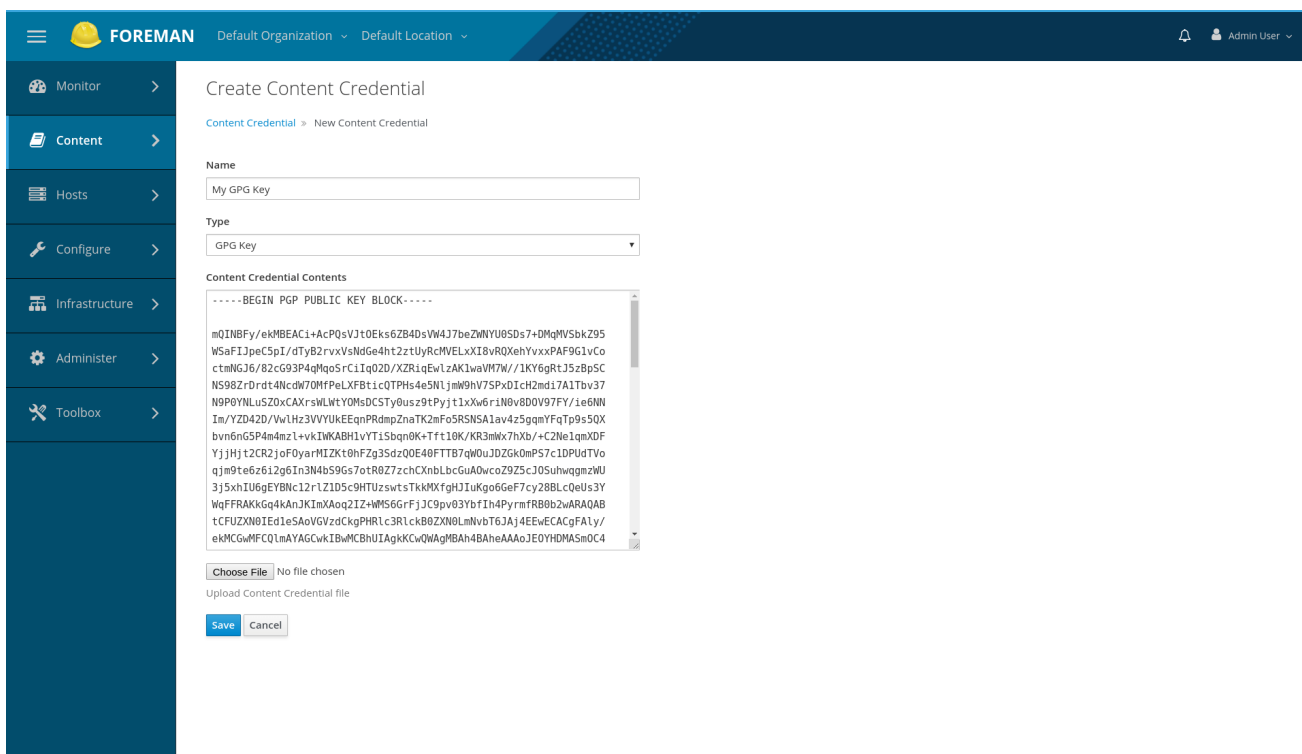 FOREMAN Default Organization Default Location Admin User
Monitor
Content
Hosts
Configure
Infrastructure
Administer
Toolbox
Create Content Credential
Content Credential » New Content Credential
Name
My GPG Key
Type
GPG Key
Content Credential Contents
-----BEGIN PGP PUBLIC KEY BLOCK-----
mQINBFy/ekMBEACi+AcPQsVJtOEks6ZB4DsVW4J7beZWNYU0SDs7+DMqMVSbkZ95
WSaFIJpeC5pI/dTyB2rvxVsNdGe4ht2ztUyRcMVELxXI8vRQXehYvxxPAF9G1vCo
ctmNGJ6/82cG93P4qMqoSrCiIqO2D/XZRiqEwlzAK1waVM7W//1KY6gRtJ5zBpSC
NS98ZrDrdt4NcdW7OMfPeLXFBticQTPHs4e5NljmW9hV7SPxDIcH2mdi7A1Tbv37
N9P0YNLuSZOxCAXrsWLWtYOMsDCSTy0usz9tPyjt1xXw6riN0v8DOV97FY/ie6NN
Im/YZD42D/VwlHz3VVYUkEEqnPRdmpZnaTK2mFo5RSNSA1av4z5gqmYFqTp9s5QX
bvn6nG5P4m4mzl+vkIWKABH1vYTiSbqn0K+Tft10K/KR3mWx7hXb/+C2Ne1qmXDF
YjjHjt2CR2joFOyarMIZKt0hFZg3SdzQOE40FTTB7qWOuJDZGkOmPS7c1DPUdTVo
qjm9te6z6i2g6In3N4bS9Gs7otR0Z7zchCXnbLbcGuAOwcoZ9Z5cJOSuhwqgmzWU
3j5xhIU6gEYBNc12rlZ1D5c9HTUzswtsTkkMXfgHJIuKgo6GeF7cy28BLcQeUs3Y
WqFFRAKkGq4kAnJKImXAoq2IZ+WMS6GrFjJC9pv03YbfIh4PyrmfRB0b2wARAQAB
tCFUZXN0IEd1eSAoVGVzdCkgPHRlc3RlckB0ZXN0LmNvbT6JAj4EEwECACgFAly/
ekMCGwMFCQlmAYAGCwkIBwMCBhUIAgkKCwQWAgMBAh4BAheAAAoJEOYHDMASmOC4
Choose File No file chosen
Upload Content Credential file
Save Cancel